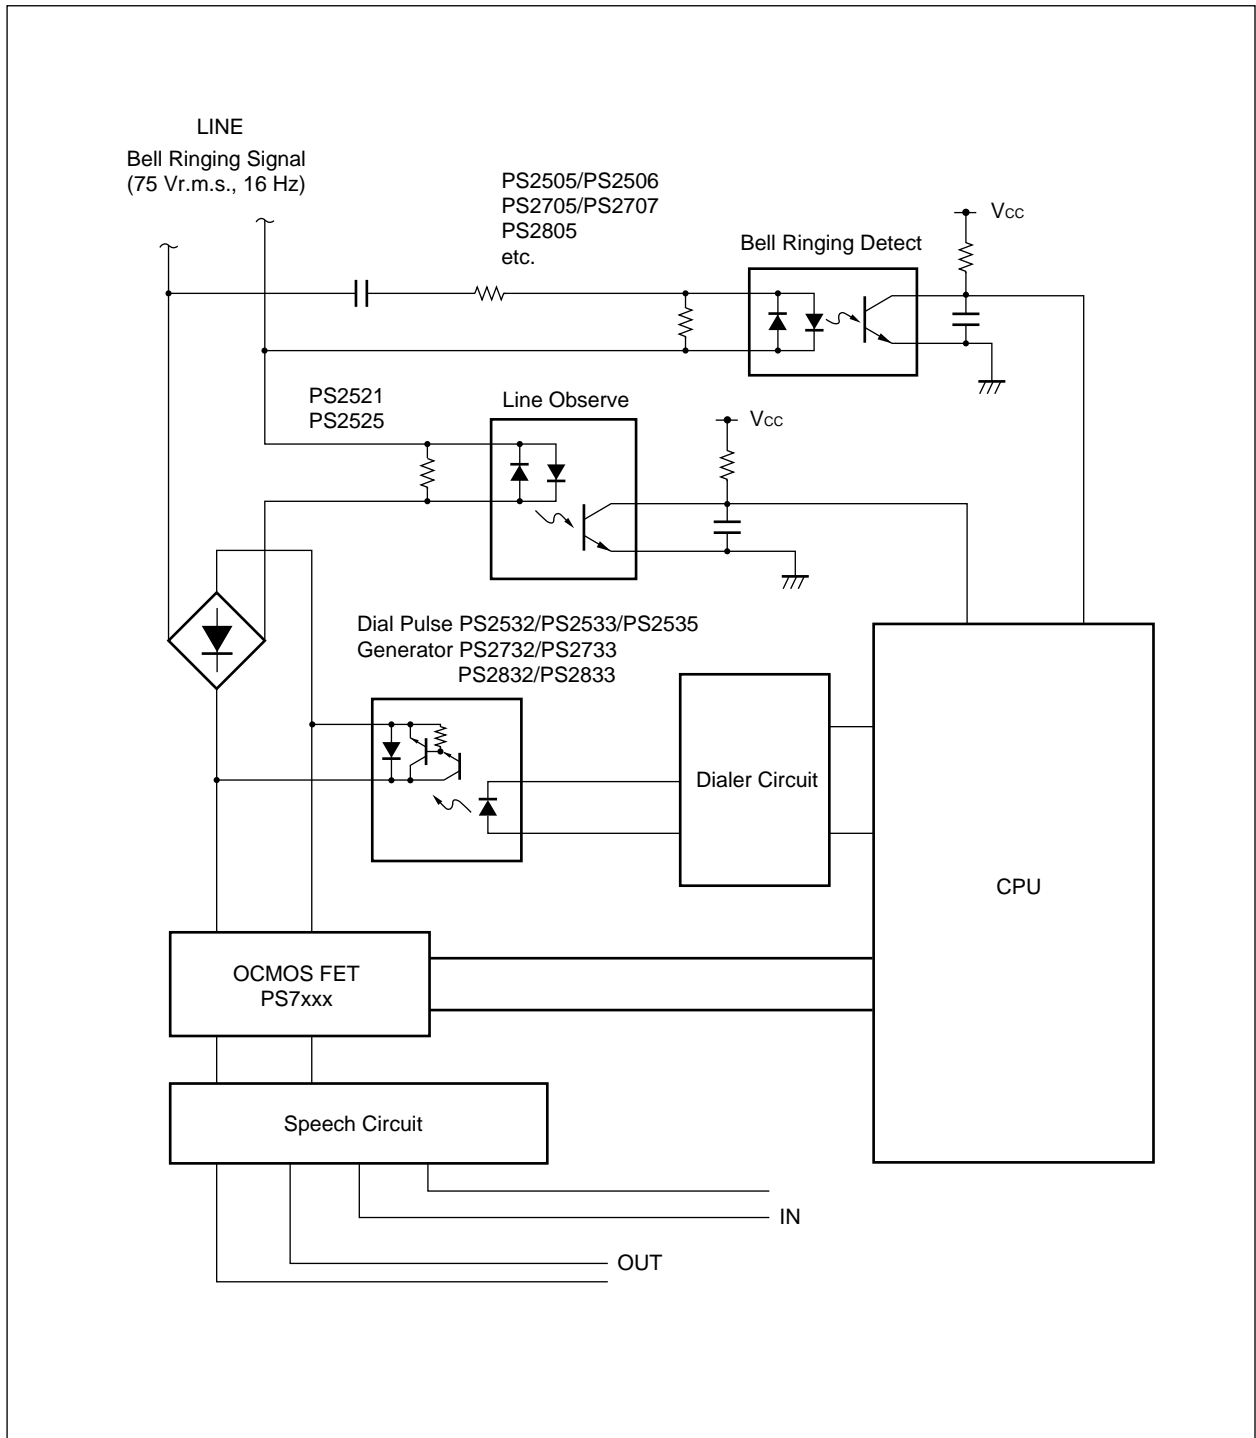 LINE
Bell Ringing Signal
(75 Vr.m.s., 16 Hz)
PS2505/PS2506
PS2705/PS2707
PS2805
etc.
Bell Ringing Detect
VCC
PS2521
PS2525
Line Observe
VCC
Dial Pulse PS2532/PS2533/PS2535
Generator PS2732/PS2733
PS2832/PS2833
Dialer Circuit
CPU
OCMOS FET
PS7xxx
Speech Circuit
IN
OUT